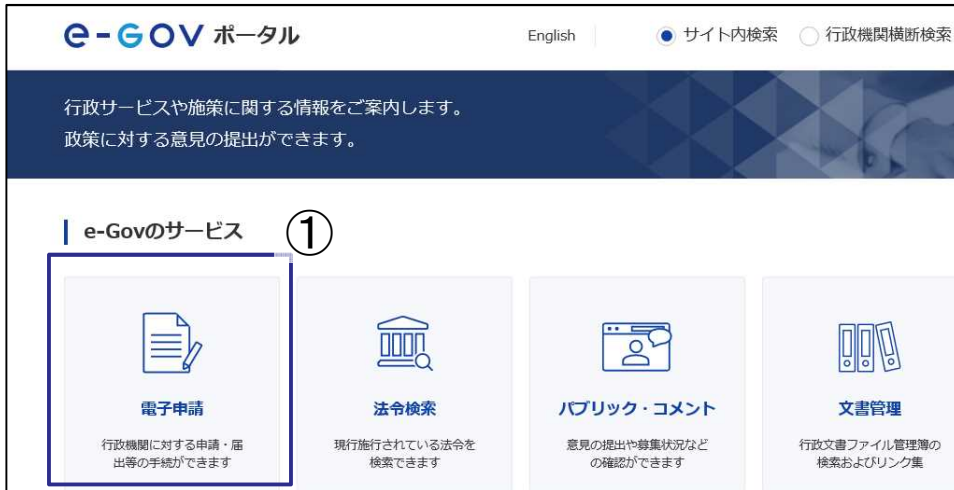 e-GOV ポータル
English
サイト内検索
行政機関横断検索
行政サービスや施策に関する情報をご案内します。
政策に対する意見の提出ができます。
e-Govのサービス
①
電子申請
行政機関に対する申請・届
出等の手続ができます
法令検索
現行施行されている法令を
検索できます
パブリック・コメント
意見の提出や募集状況など
の確認ができます
文書管理
行政文書ファイル管理簿の
検索およびリンク集